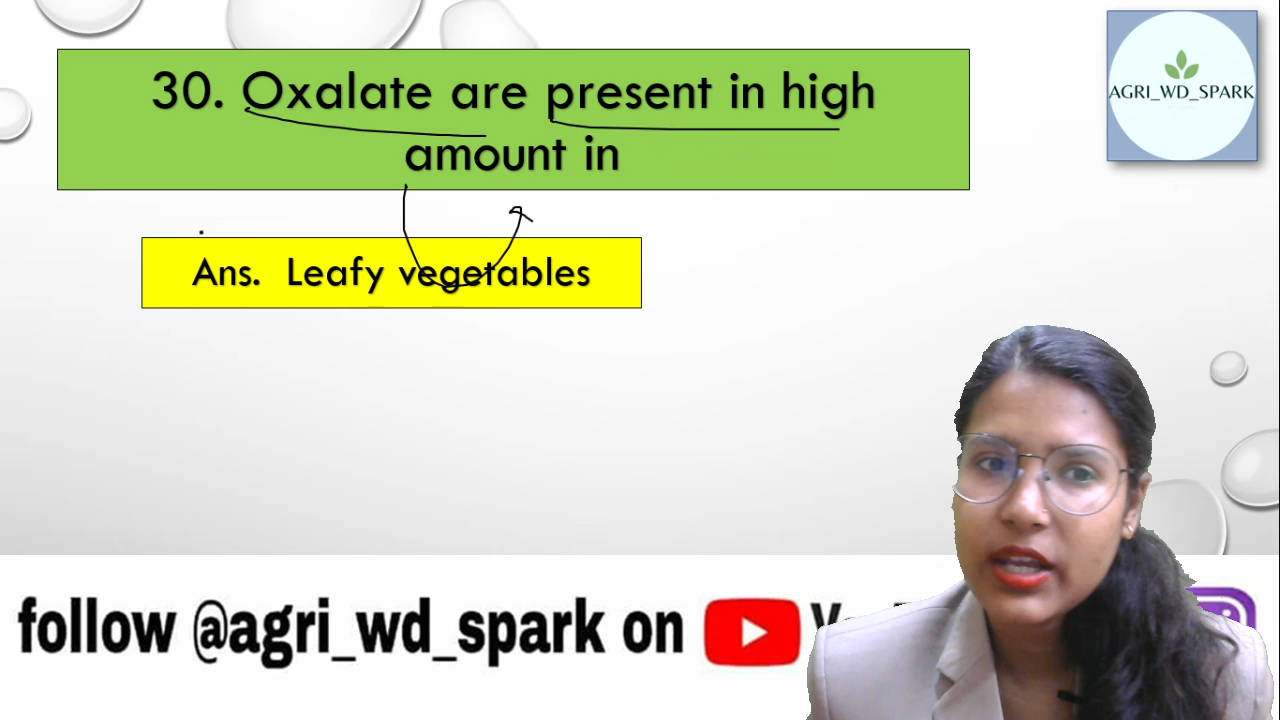 30. Oxalate are present in high
amount in
AGRI_WD_SPARK
Ans. Leafy vegetables
follow @agri_wd_spark on